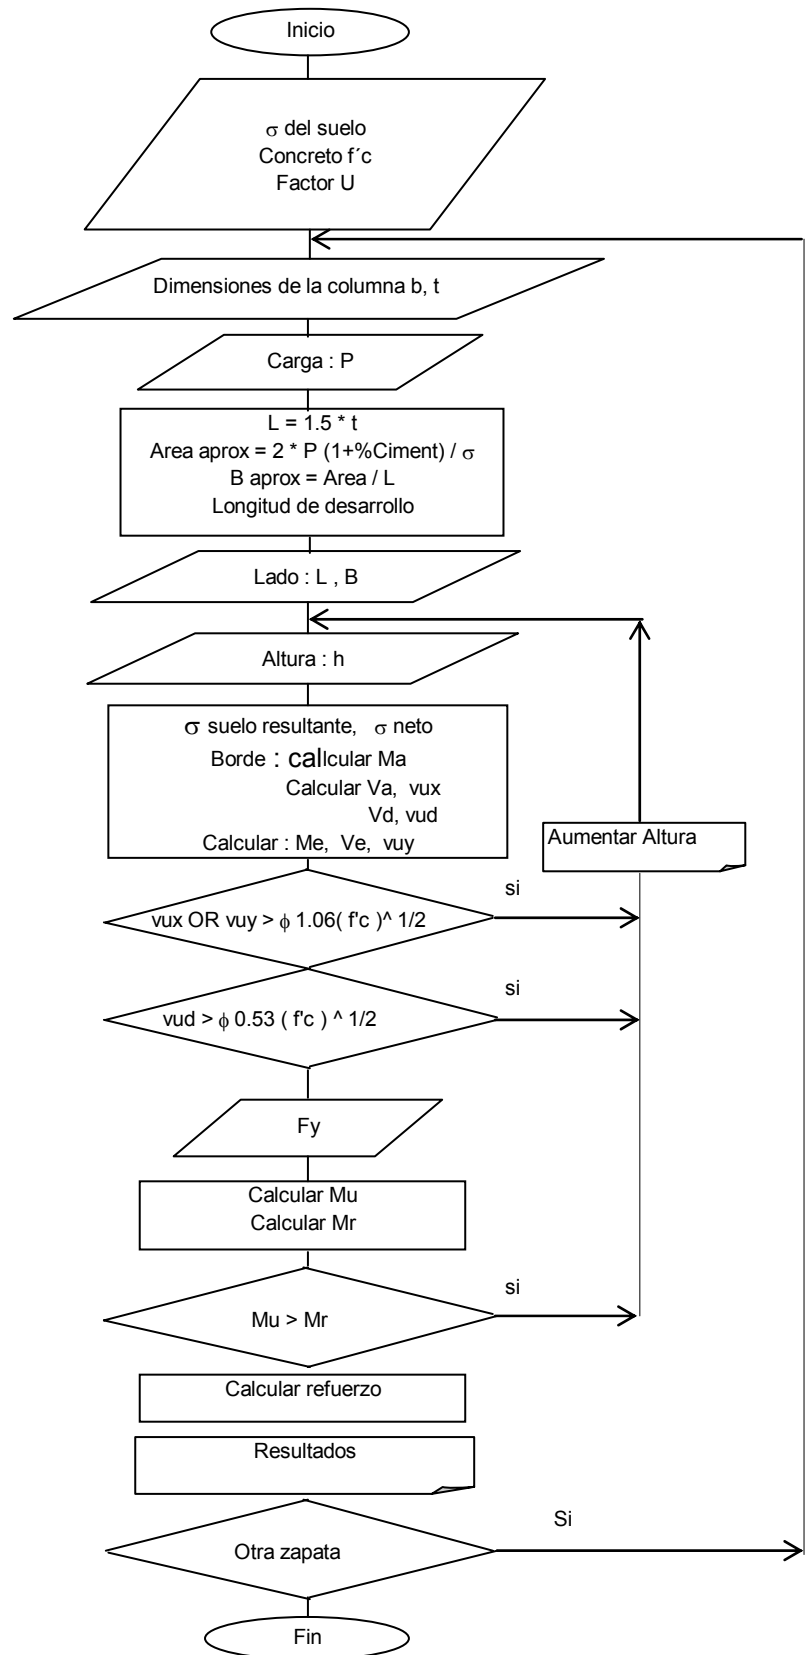 Inicio
σ del suelo
Concreto f´c
Factor U
Dimensiones de la columna b, t
Carga : P
L = 1.5 * t
Area aprox = 2 * P (1+%Ciment) / σ
B aprox = Area / L
Longitud de desarrollo
Lado : L , B
Altura : h
σ suelo resultante, σ neto
Borde : callcular Ma
Calcular Va, vux
Vd, vud
Calcular : Me, Ve, vuy
Aumentar Altura
si
vux OR vuy > ϕ 1.06( f'c )^ 1/2
si
vud > ϕ 0.53 ( f'c ) ^ 1/2
Fy
Calcular Mu
Calcular Mr
si
Mu > Mr
Calcular refuerzo
Resultados
Si
Otra zapata
Fin